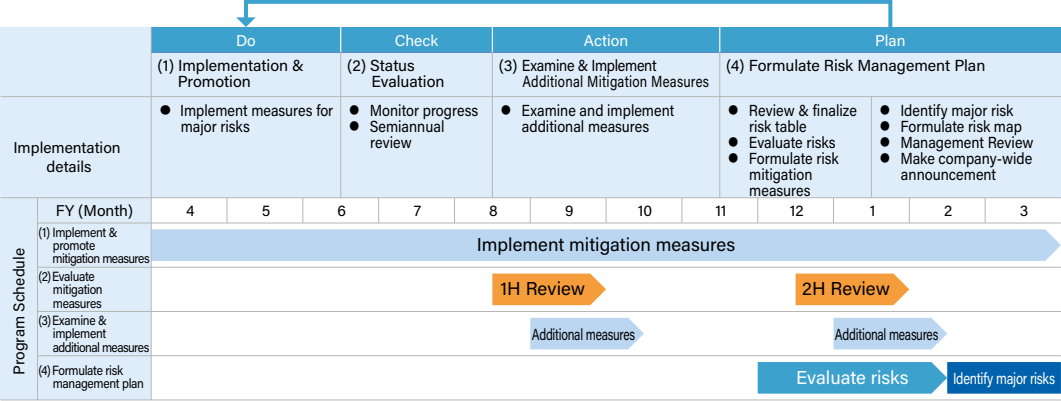 Do
Check
Action
Plan
(1) Implementation &
Promotion
(2) Status
Evaluation
(3) Examine & Implement
Additional Mitigation Measures
(4) Formulate Risk Management Plan
Implementation
details
● Implement measures for
major risks
● Monitor progress
● Semiannual
review
● Examine and implement
additional measures
● Review & finalize
risk table
● Evaluate risks
● Formulate risk
mitigation
measures
● Identify major risk
● Formulate risk map
● Management Review
● Make company-wide
announcement
Program Schedule
FY (Month)
4 5 6 7 8 9 10 11 12 1 2 3
(1) Implement &
promote
mitigation measures
Implement mitigation measures
(2) Evaluate
mitigation
measures
1H Review
2H Review
(3) Examine &
implement
additional measures
Additional measures
Additional measures
(4) Formulate risk
management plan
Evaluate risks
Identify major risks